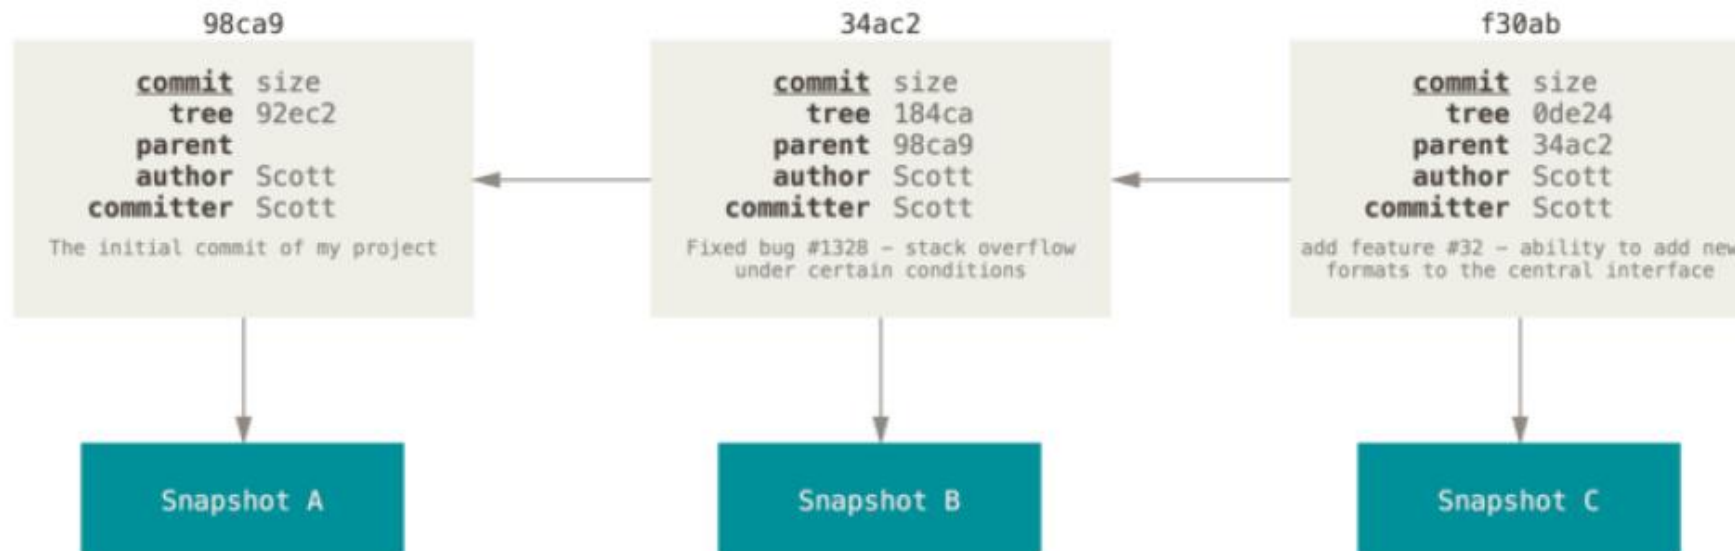 98ca9
commit size
tree 92ec2
parent
author Scott
committer Scott
The initial commit of my project
Snapshot A
34ac2
commit size
tree 184ca
parent 98ca9
author Scott
committer Scott
Fixed bug #1328 – stack overflow
under certain conditions
Snapshot B
f30ab
commit size
tree 0de24
parent 34ac2
author Scott
committer Scott
add feature #32 – ability to add new
formats to the central interface
Snapshot C